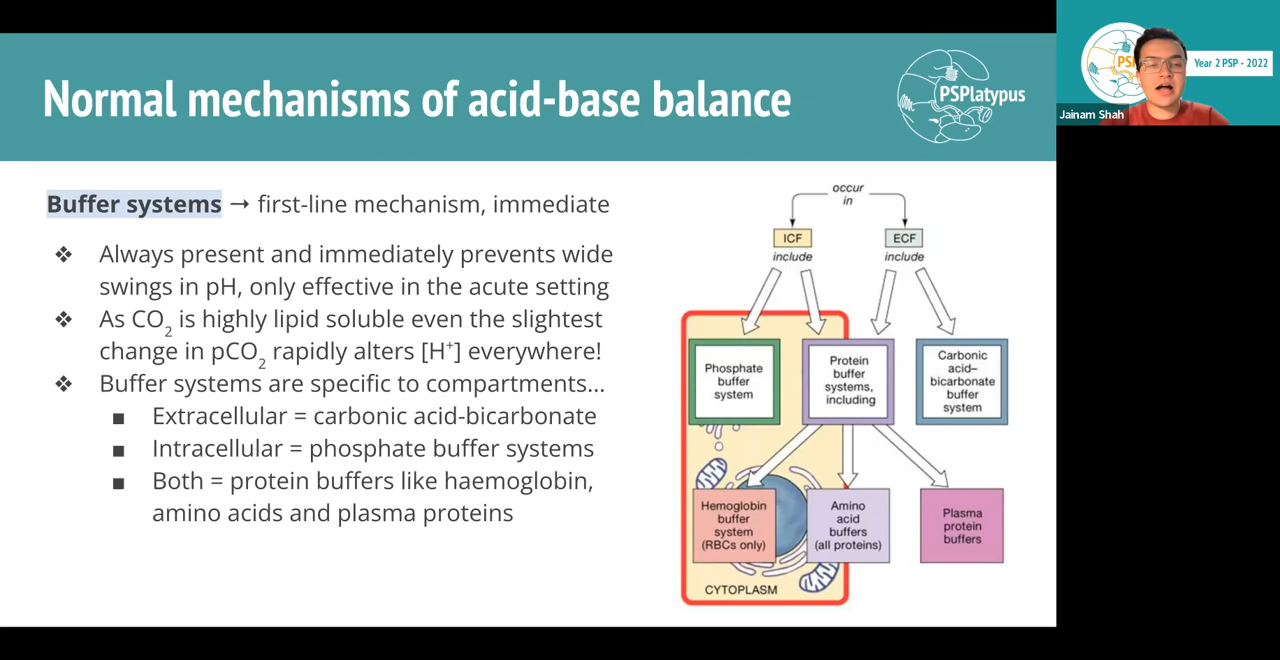 Normal mechanisms of acid-base balance
PSPlatypus
Year 2 PSP - 2022
Jainam Shah
Buffer systems → first-line mechanism, immediate
❖ Always present and immediately prevents wide
swings in pH, only effective in the acute setting
❖ As CO₂ is highly lipid soluble even the slightest
change in pCO₂ rapidly alters [H⁺] everywhere!
❖ Buffer systems are specific to compartments...
■ Extracellular = carbonic acid-bicarbonate
■ Intracellular = phosphate buffer systems
■ Both = protein buffers like haemoglobin,
amino acids and plasma proteins
occur
in
ICF
ECF
include
include
Phosphate
buffer
system
Protein
buffer
systems,
including
Carbonic
acid–
bicarbonate
buffer
system
Hemoglobin
buffer
system
(RBCs only)
Amino
acid
buffers
(all proteins)
Plasma
protein
buffers
CYTOPLASM